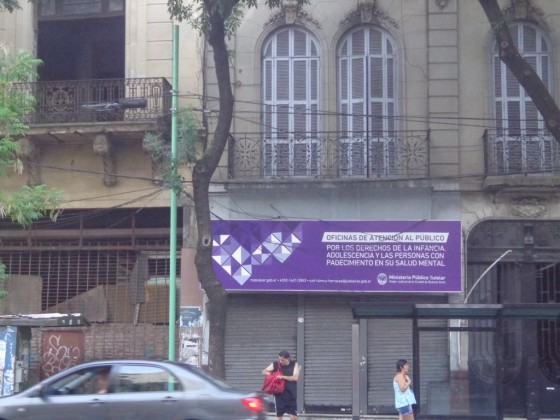 OFICINAS DE ATENCIÓN AL PÚBLICO
POR LOS DERECHOS DE LA INFANCIA,
ADOLESCENCIA Y LAS PERSONAS CON
PADECIMIENTO EN SU SALUD MENTAL
Ministerio Público Tutelar